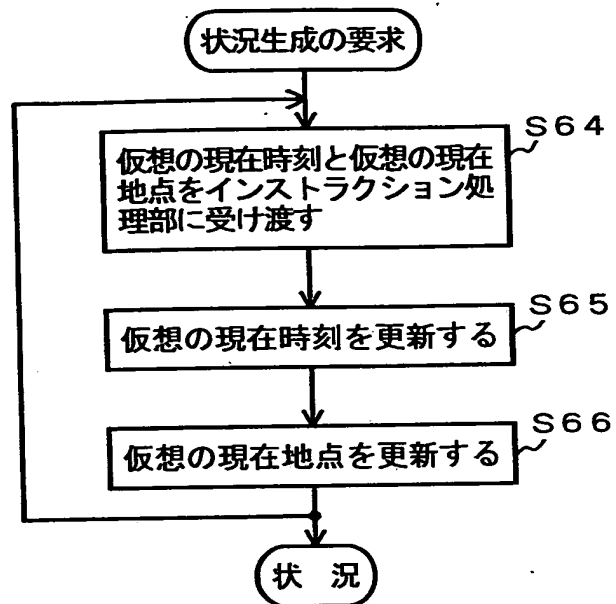 状況生成の要求
S64
仮想の現在時刻と仮想の現在
地点をインストラクション処
理部に受け渡す
S65
仮想の現在時刻を更新する
S66
仮想の現在地点を更新する
状 況